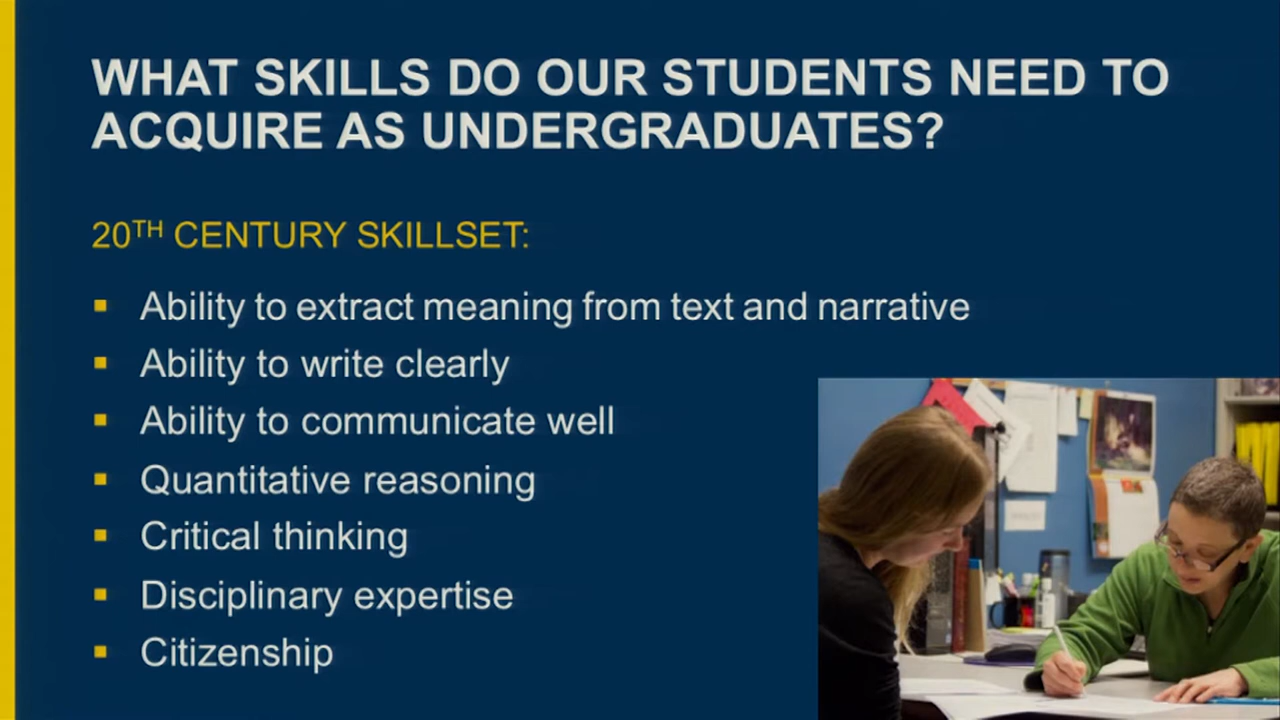 WHAT SKILLS DO OUR STUDENTS NEED TO
ACQUIRE AS UNDERGRADUATES?
20TH CENTURY SKILLSET:
▪ Ability to extract meaning from text and narrative
▪ Ability to write clearly
▪ Ability to communicate well
▪ Quantitative reasoning
▪ Critical thinking
▪ Disciplinary expertise
▪ Citizenship